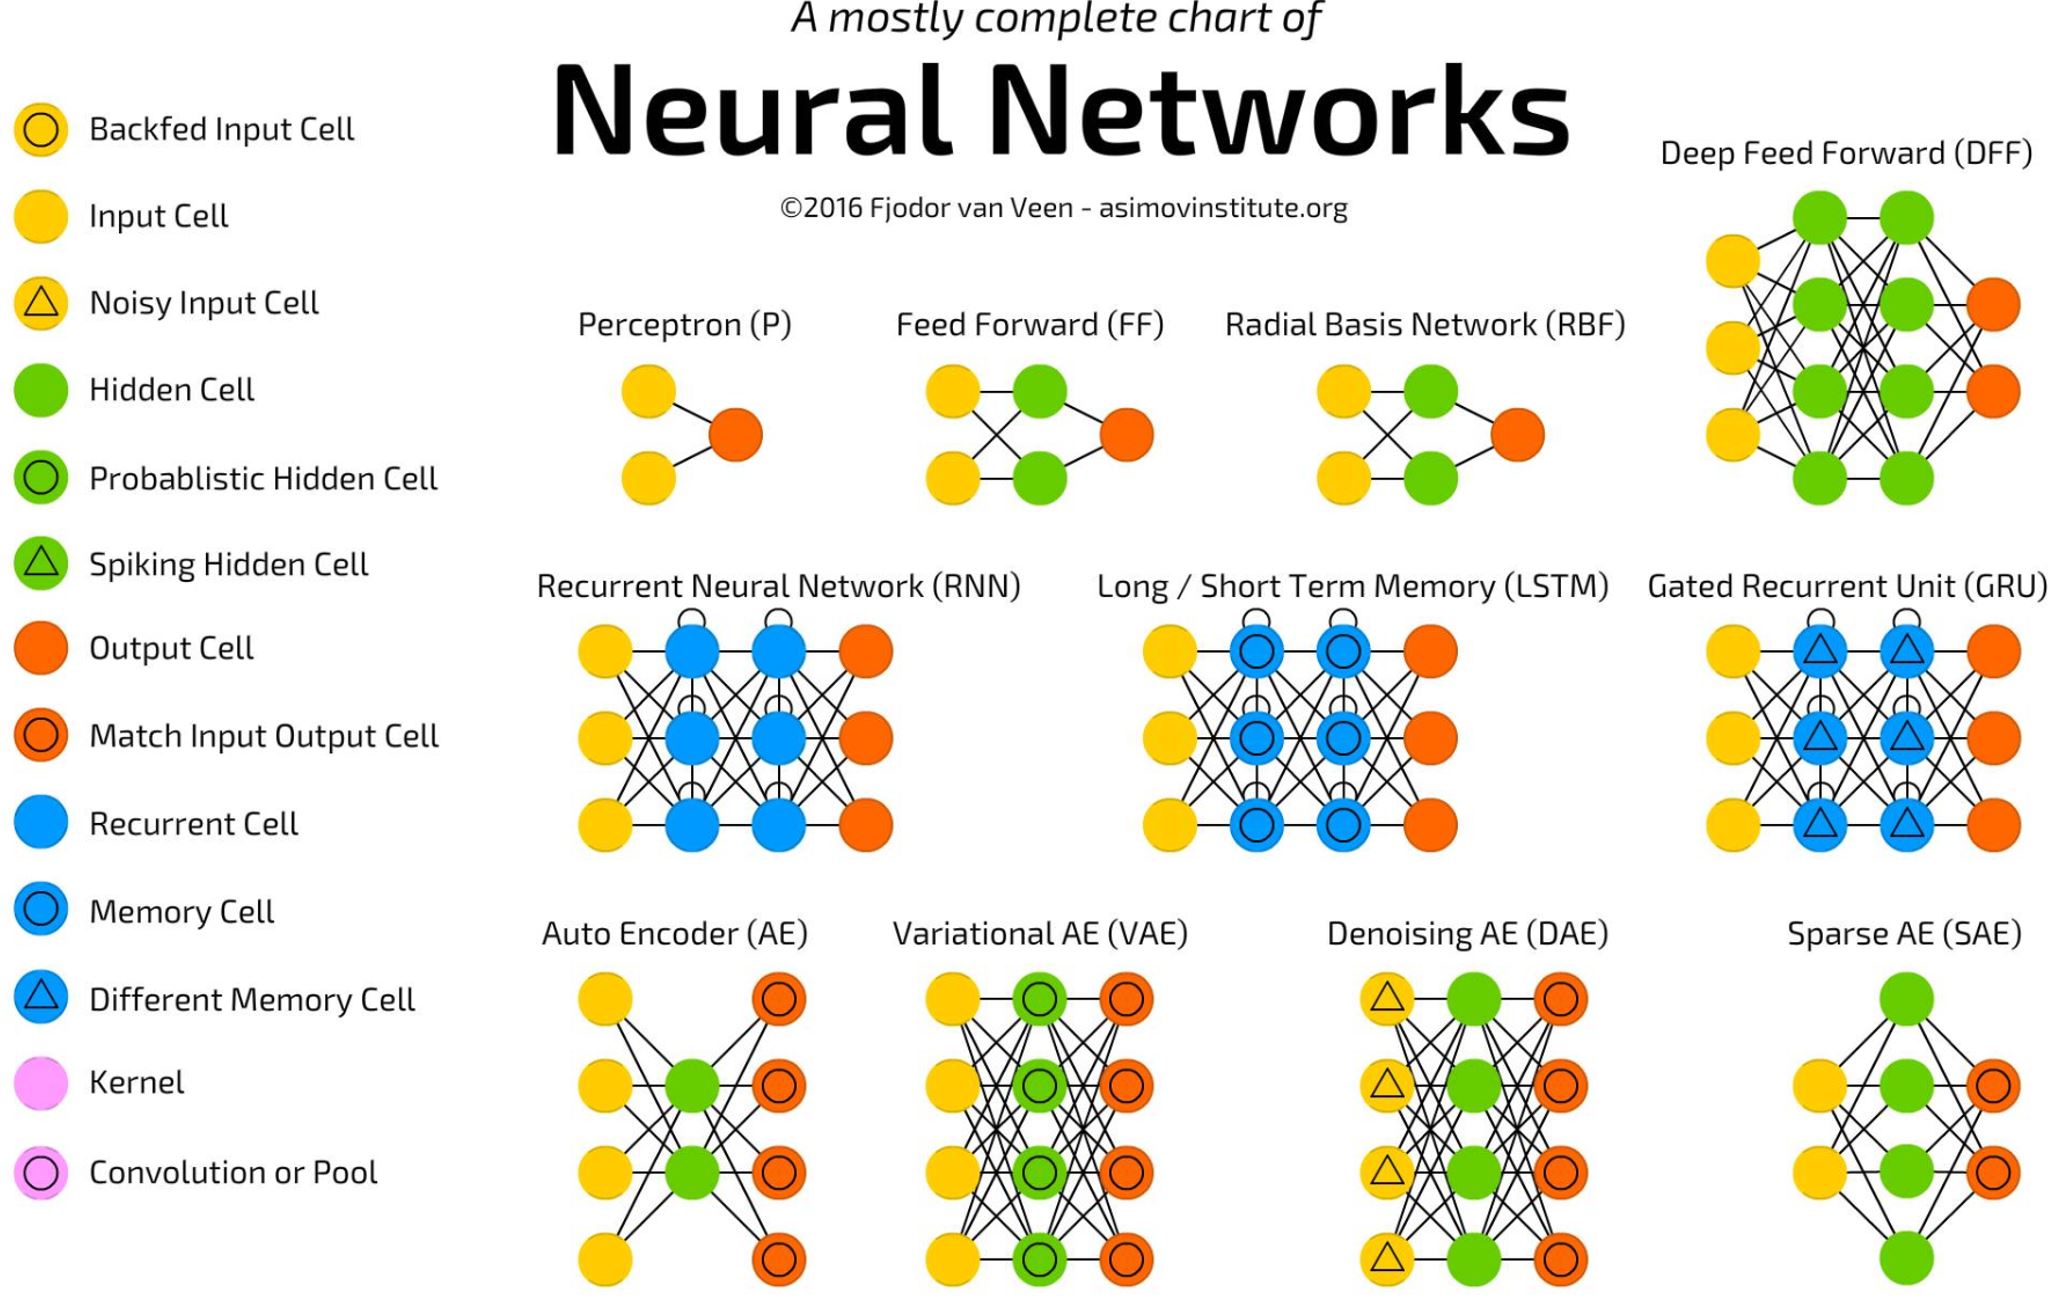 A mostly complete chart of
Neural Networks
©2016 Fjodor van Veen - asimovinstitute.org
Backfed Input Cell
Input Cell
Noisy Input Cell
Hidden Cell
Probablistic Hidden Cell
Spiking Hidden Cell
Output Cell
Match Input Output Cell
Recurrent Cell
Memory Cell
Different Memory Cell
Kernel
Convolution or Pool
Deep Feed Forward (DFF)
Perceptron (P)
Feed Forward (FF)
Radial Basis Network (RBF)
Recurrent Neural Network (RNN)
Long / Short Term Memory (LSTM)
Gated Recurrent Unit (GRU)
Auto Encoder (AE)
Variational AE (VAE)
Denoising AE (DAE)
Sparse AE (SAE)